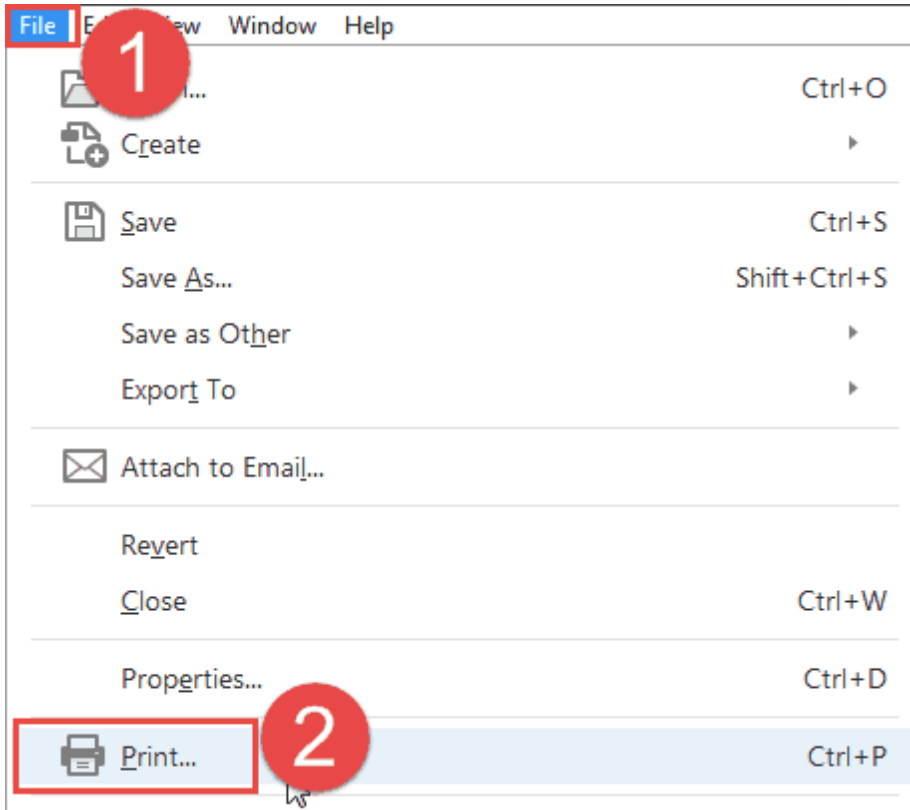 File Window Help
1
Ctrl+O
Create
Save Ctrl+S
Save As... Shift+Ctrl+S
Save as Other
Export To
Attach to Email...
Revert
Close Ctrl+W
Properties... Ctrl+D
2
Print... Ctrl+P